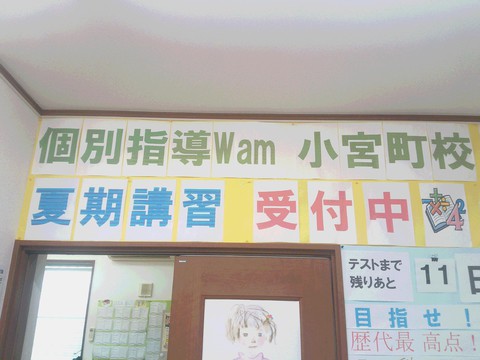 個別指導Wam 小宮町校
夏期講習 受付中
テストまで
残りあと
11日
目指せ!
歴代最高点!